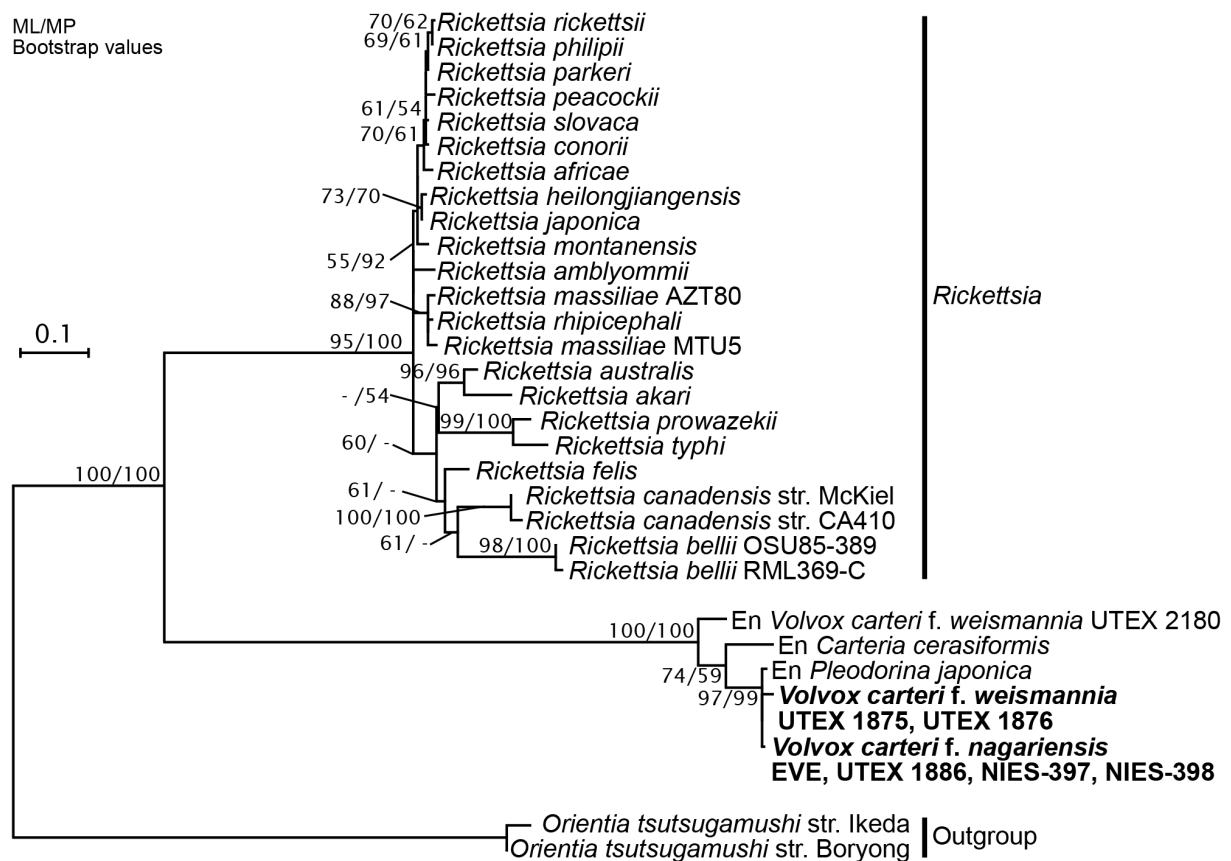 ML/MP
Bootstrap values
70/62
Rickettsia rickettsii
69/61
Rickettsia philipii
Rickettsia parkeri
Rickettsia peacockii
61/54
Rickettsia slovaca
70/61
Rickettsia conorii
Rickettsia africae
73/70
Rickettsia heilongjiangensis
Rickettsia japonica
Rickettsia montanensis
55/92
Rickettsia amblyommii
88/97
Rickettsia massiliae AZT80
Rickettsia
Rickettsia rhipicephali
0.1
95/100
Rickettsia massiliae MTU5
96/96
Rickettsia australis
- /54
Rickettsia akari
99/100
Rickettsia prowazekii
60/ -
Rickettsia typhi
100/100
Rickettsia felis
61/ -
Rickettsia canadensis str. McKiel
100/100
Rickettsia canadensis str. CA410
61/ -
98/100
Rickettsia bellii OSU85-389
Rickettsia bellii RML369-C
100/100
En Volvox carteri f. weismannia UTEX 2180
En Carteria cerasiformis
74/59
En Pleodorina japonica
97/99
Volvox carteri f. weismannia
UTEX 1875, UTEX 1876
Volvox carteri f. nagariensis
EVE, UTEX 1886, NIES-397, NIES-398
Orientia tsutsugamushi str. Ikeda
Outgroup
Orientia tsutsugamushi str. Boryong